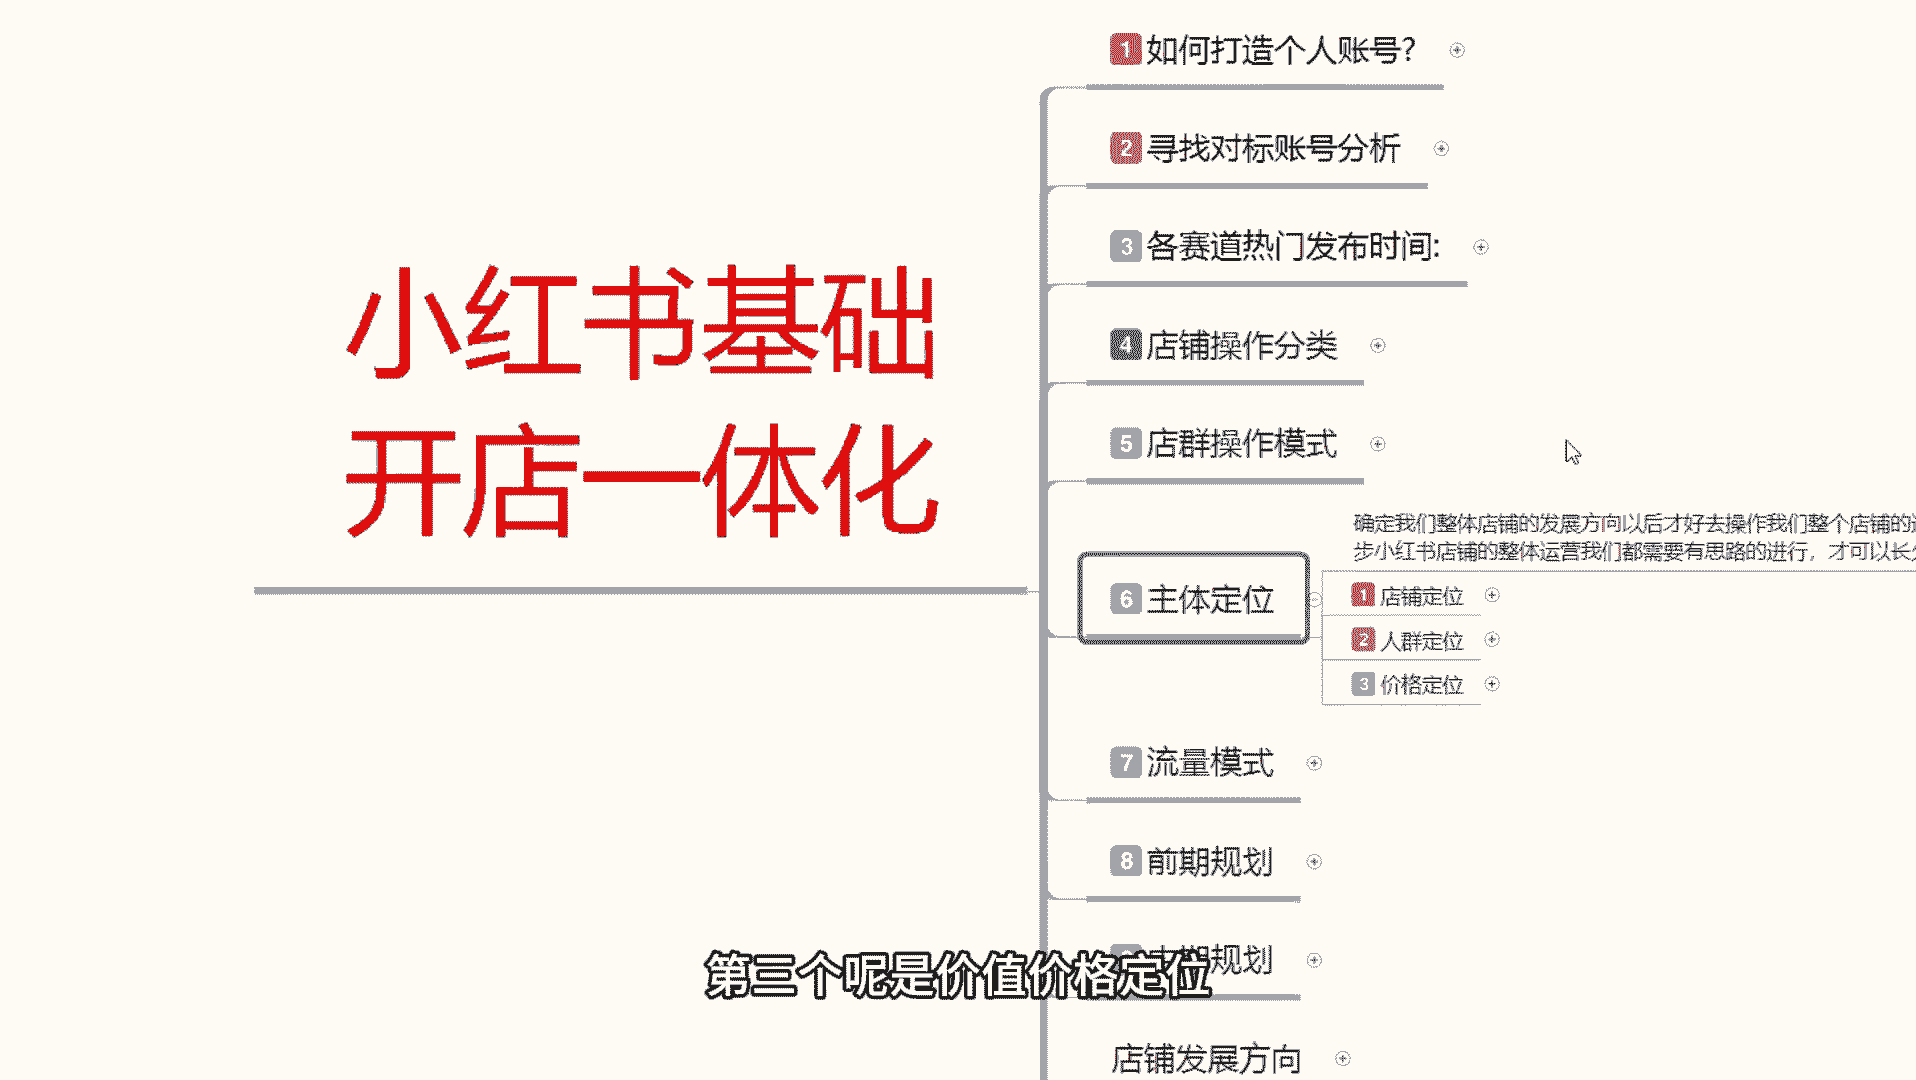 小红书基础
开店一体化
1 如何打造个人账号?
2 寻找对标账号分析
3 各赛道热门发布时间:
4 店铺操作分类
5 店群操作模式
确定我们整体店铺的发展方向以后才好去操作我们整个店铺的
步小红书店铺的整体运营我们都需要有思路的进行，才可以长
6 主体定位
1 店铺定位
2 人群定位
3 价格定位
7 流量模式
8 前期规划
期规划
第三个呢是价值价格定位
店铺发展方向